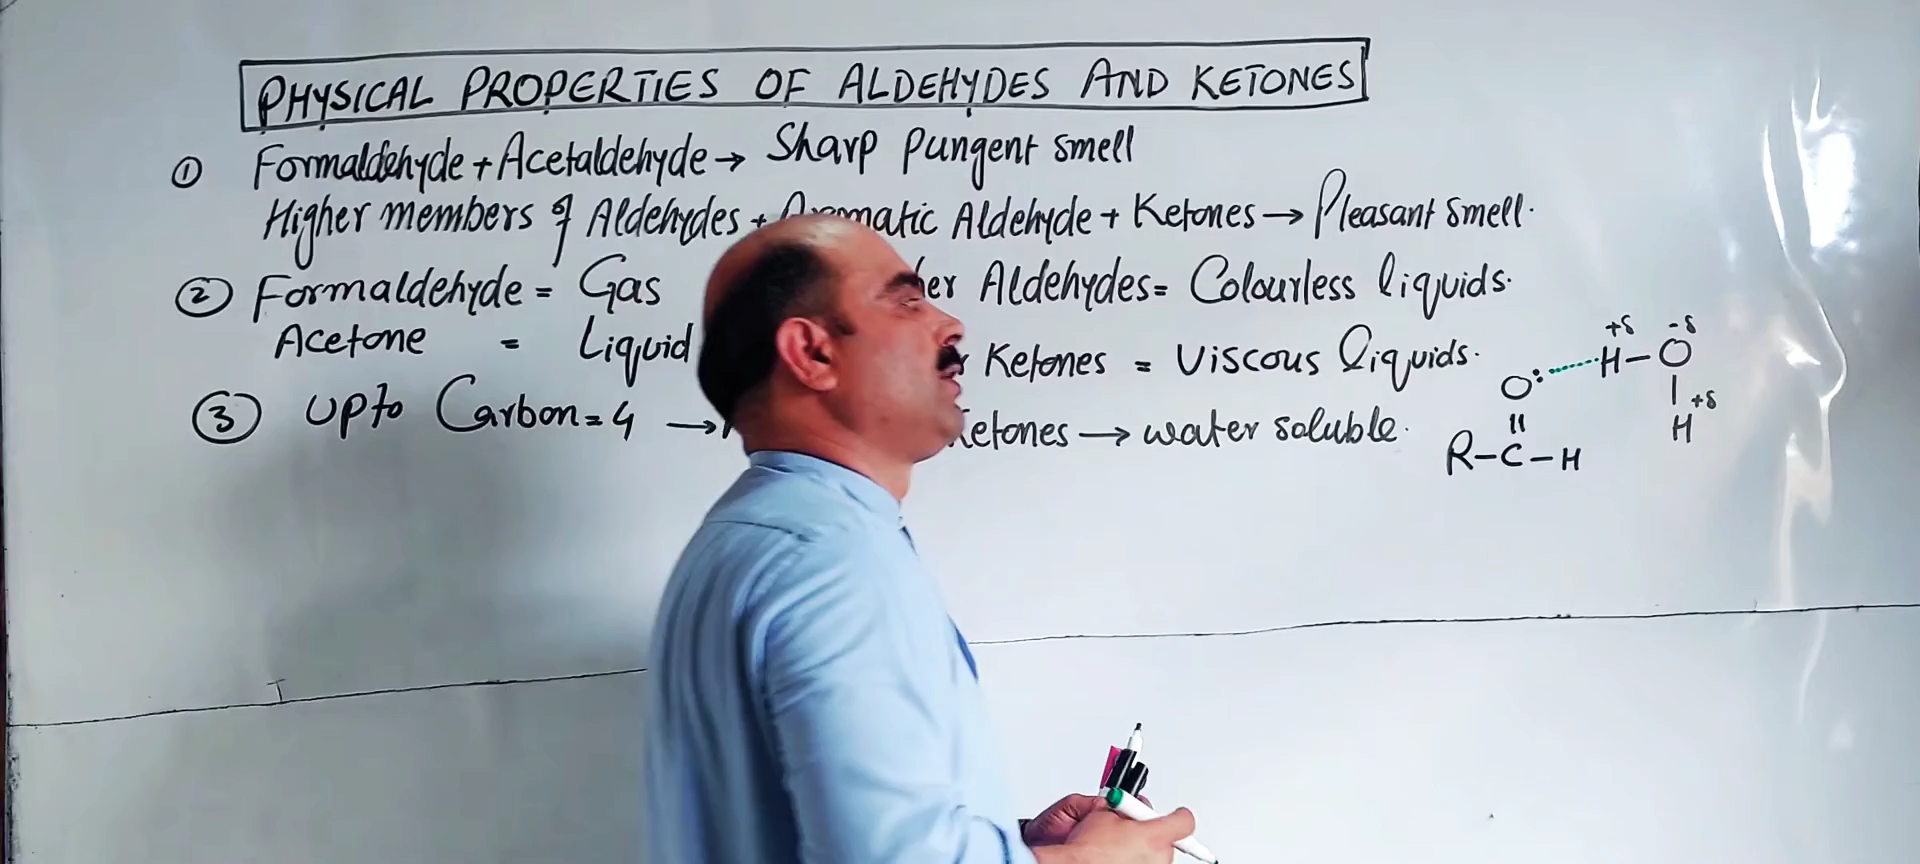 PHYSICAL PROPERTIES OF ALDEHYDES AND KETONES
① Formaldehyde + Acetaldehyde → Sharp Pungent smell
Higher members of Aldehydes + Aromatic Aldehyde + Ketones → Pleasant Smell.
② Formaldehyde = Gas Aldehydes = Colourless liquids.
Acetone = Liquid Ketones = Viscous liquids.
③ upto Carbon = 4 → Ketones → water soluble.
+δ -δ
O: H-O
|| | +δ
R-C-H H